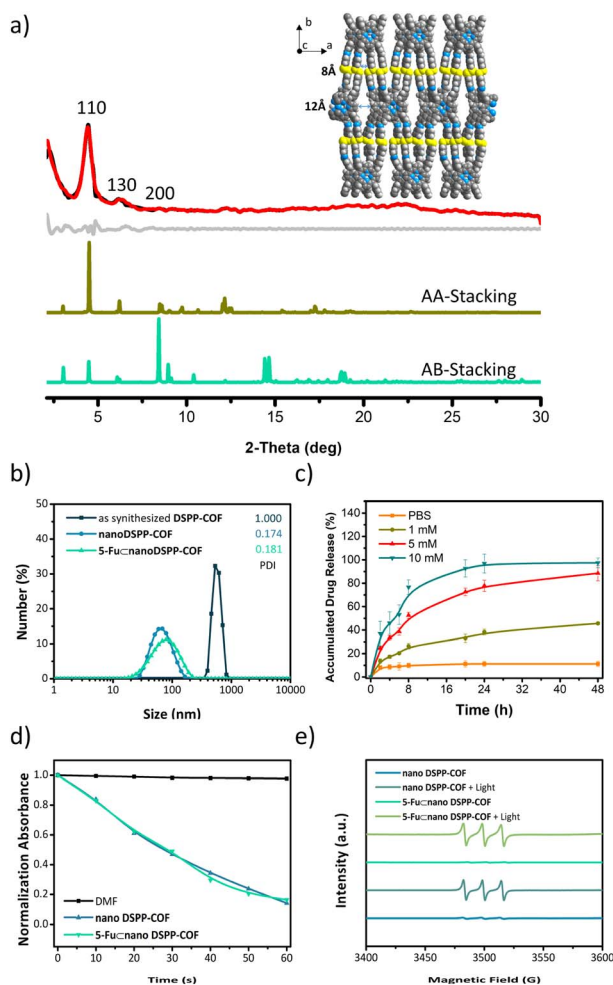 a)
b
c
a
8Å
12Å
110
130
200
AA-Stacking
AB-Stacking
5 10 15 20 25 30
2-Theta (deg)
b)
Number (%)
50
40
30
20
10
0
as synithesized DSPP-COF 1.000
nanoDSPP-COF 0.174
5-Fu⊂nanoDSPP-COF 0.181
PDI
1 10 100 1000 10000
Size (nm)
c)
Accumulated Drug Release (%)
140
120
100
80
60
40
20
0
PBS
1 mM
5 mM
10 mM
0 8 16 24 32 40 48
Time (h)
d)
Normalization Absorbance
1.0
0.8
0.6
0.4
0.2
0.0
DMF
nano DSPP-COF
5-Fu⊂nano DSPP-COF
0 10 20 30 40 50 60
Time (s)
e)
Intensity (a.u.)
nano DSPP-COF
nano DSPP-COF + Light
5-Fu⊂nano DSPP-COF
5-Fu⊂nano DSPP-COF + Light
3400 3450 3500 3550 3600
Magnetic Field (G)